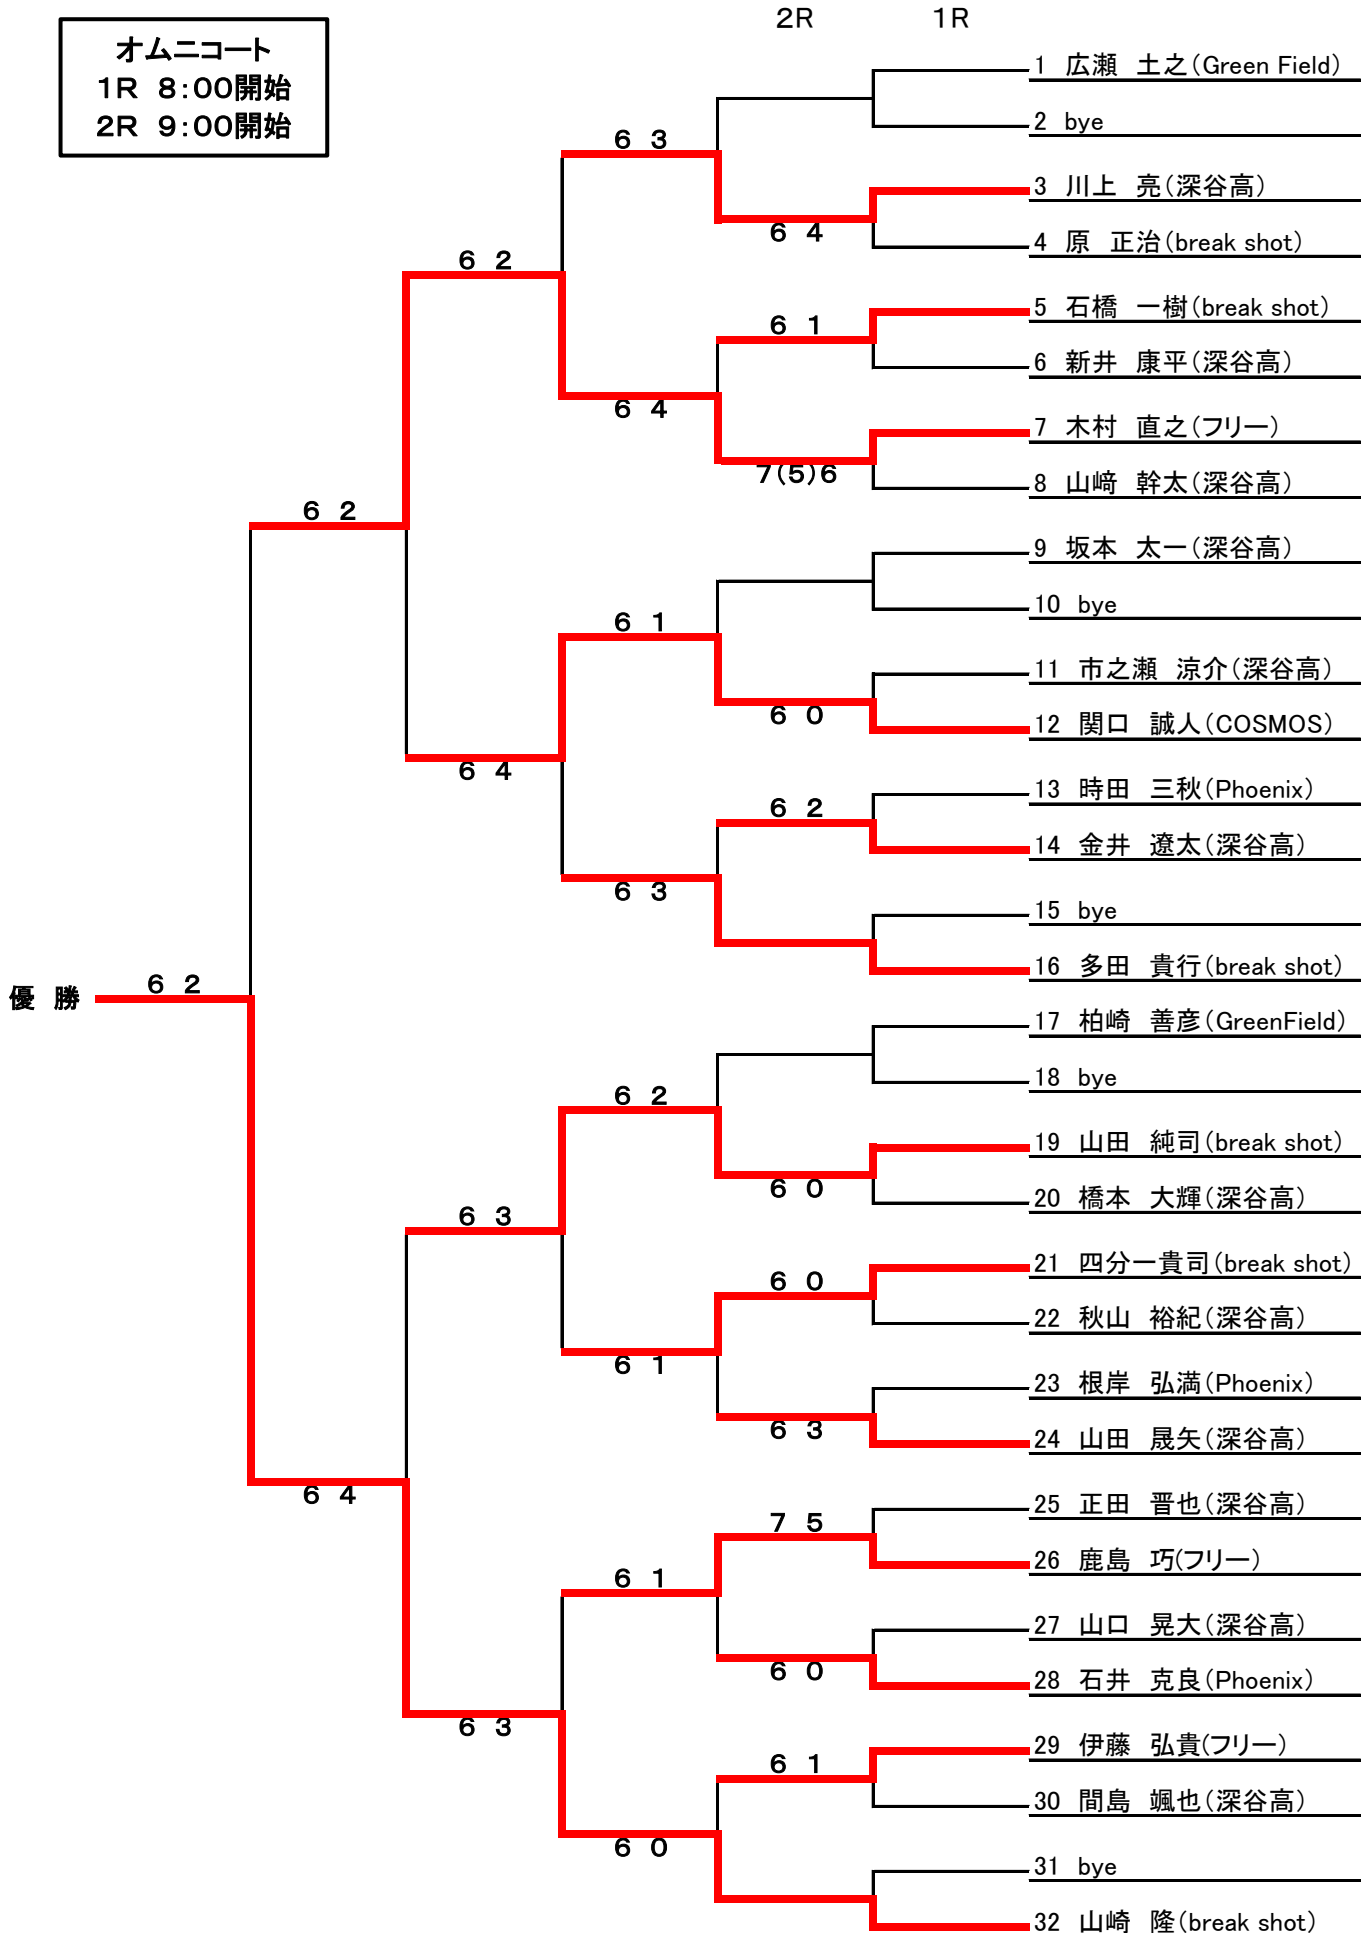 2R 1R
オムニコート
1R 8:00開始
2R 9:00開始
1 広瀬 土之(Green Field)
2 bye
6 3
3 川上 亮(深谷高)
6 4
4 原 正治(break shot)
6 2
5 石橋 一樹(break shot)
6 1
6 新井 康平(深谷高)
6 4
7 木村 直之(フリー)
7(5)6
8 山﨑 幹太(深谷高)
6 2
9 坂本 太一(深谷高)
10 bye
6 1
11 市之瀬 涼介(深谷高)
6 0
12 関口 誠人(COSMOS)
6 4
13 時田 三秋(Phoenix)
6 2
14 金井 遼太(深谷高)
6 3
15 bye
16 多田 貴行(break shot)
優 勝 6 2
17 柏崎 善彦(GreenField)
18 bye
6 2
19 山田 純司(break shot)
6 0
20 橋本 大輝(深谷高)
6 3
21 四分一貴司(break shot)
6 0
22 秋山 裕紀(深谷高)
6 1
23 根岸 弘満(Phoenix)
6 3
24 山田 晟矢(深谷高)
6 4
25 正田 晋也(深谷高)
7 5
26 鹿島 巧(フリー)
6 1
27 山口 晃大(深谷高)
6 0
28 石井 克良(Phoenix)
6 3
29 伊藤 弘貴(フリー)
6 1
30 間島 颯也(深谷高)
6 0
31 bye
32 山崎 隆(break shot)